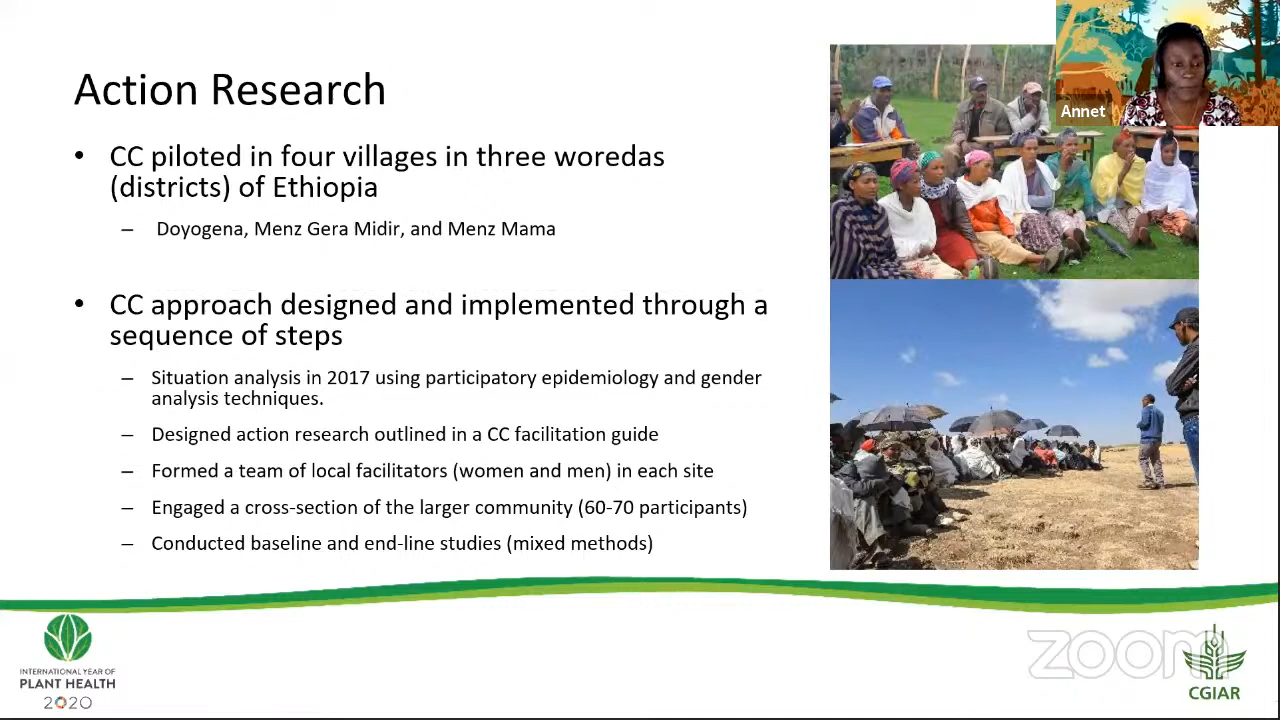 Action Research
• CC piloted in four villages in three woredas
(districts) of Ethiopia
– Doyogena, Menz Gera Midir, and Menz Mama
• CC approach designed and implemented through a
sequence of steps
– Situation analysis in 2017 using participatory epidemiology and gender
analysis techniques.
– Designed action research outlined in a CC facilitation guide
– Formed a team of local facilitators (women and men) in each site
– Engaged a cross-section of the larger community (60-70 participants)
– Conducted baseline and end-line studies (mixed methods)
Annet
INTERNATIONAL YEAR OF
PLANT HEALTH
2020
zoom
CGIAR